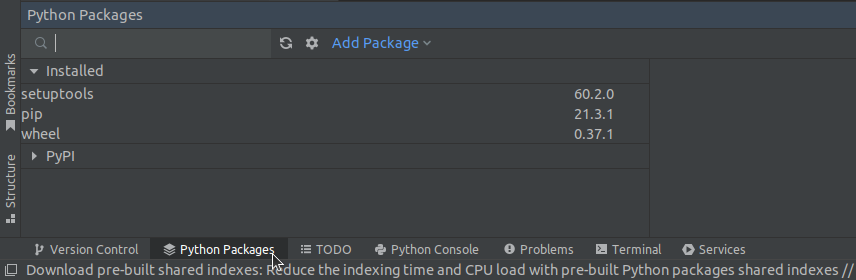 Python Packages
Add Package
Bookmarks
Installed
setuptools 60.2.0
pip 21.3.1
wheel 0.37.1
PyPI
Structure
Version Control Python Packages TODO Python Console Problems Terminal Services
Download pre-built shared indexes: Reduce the indexing time and CPU load with pre-built Python packages shared indexes //